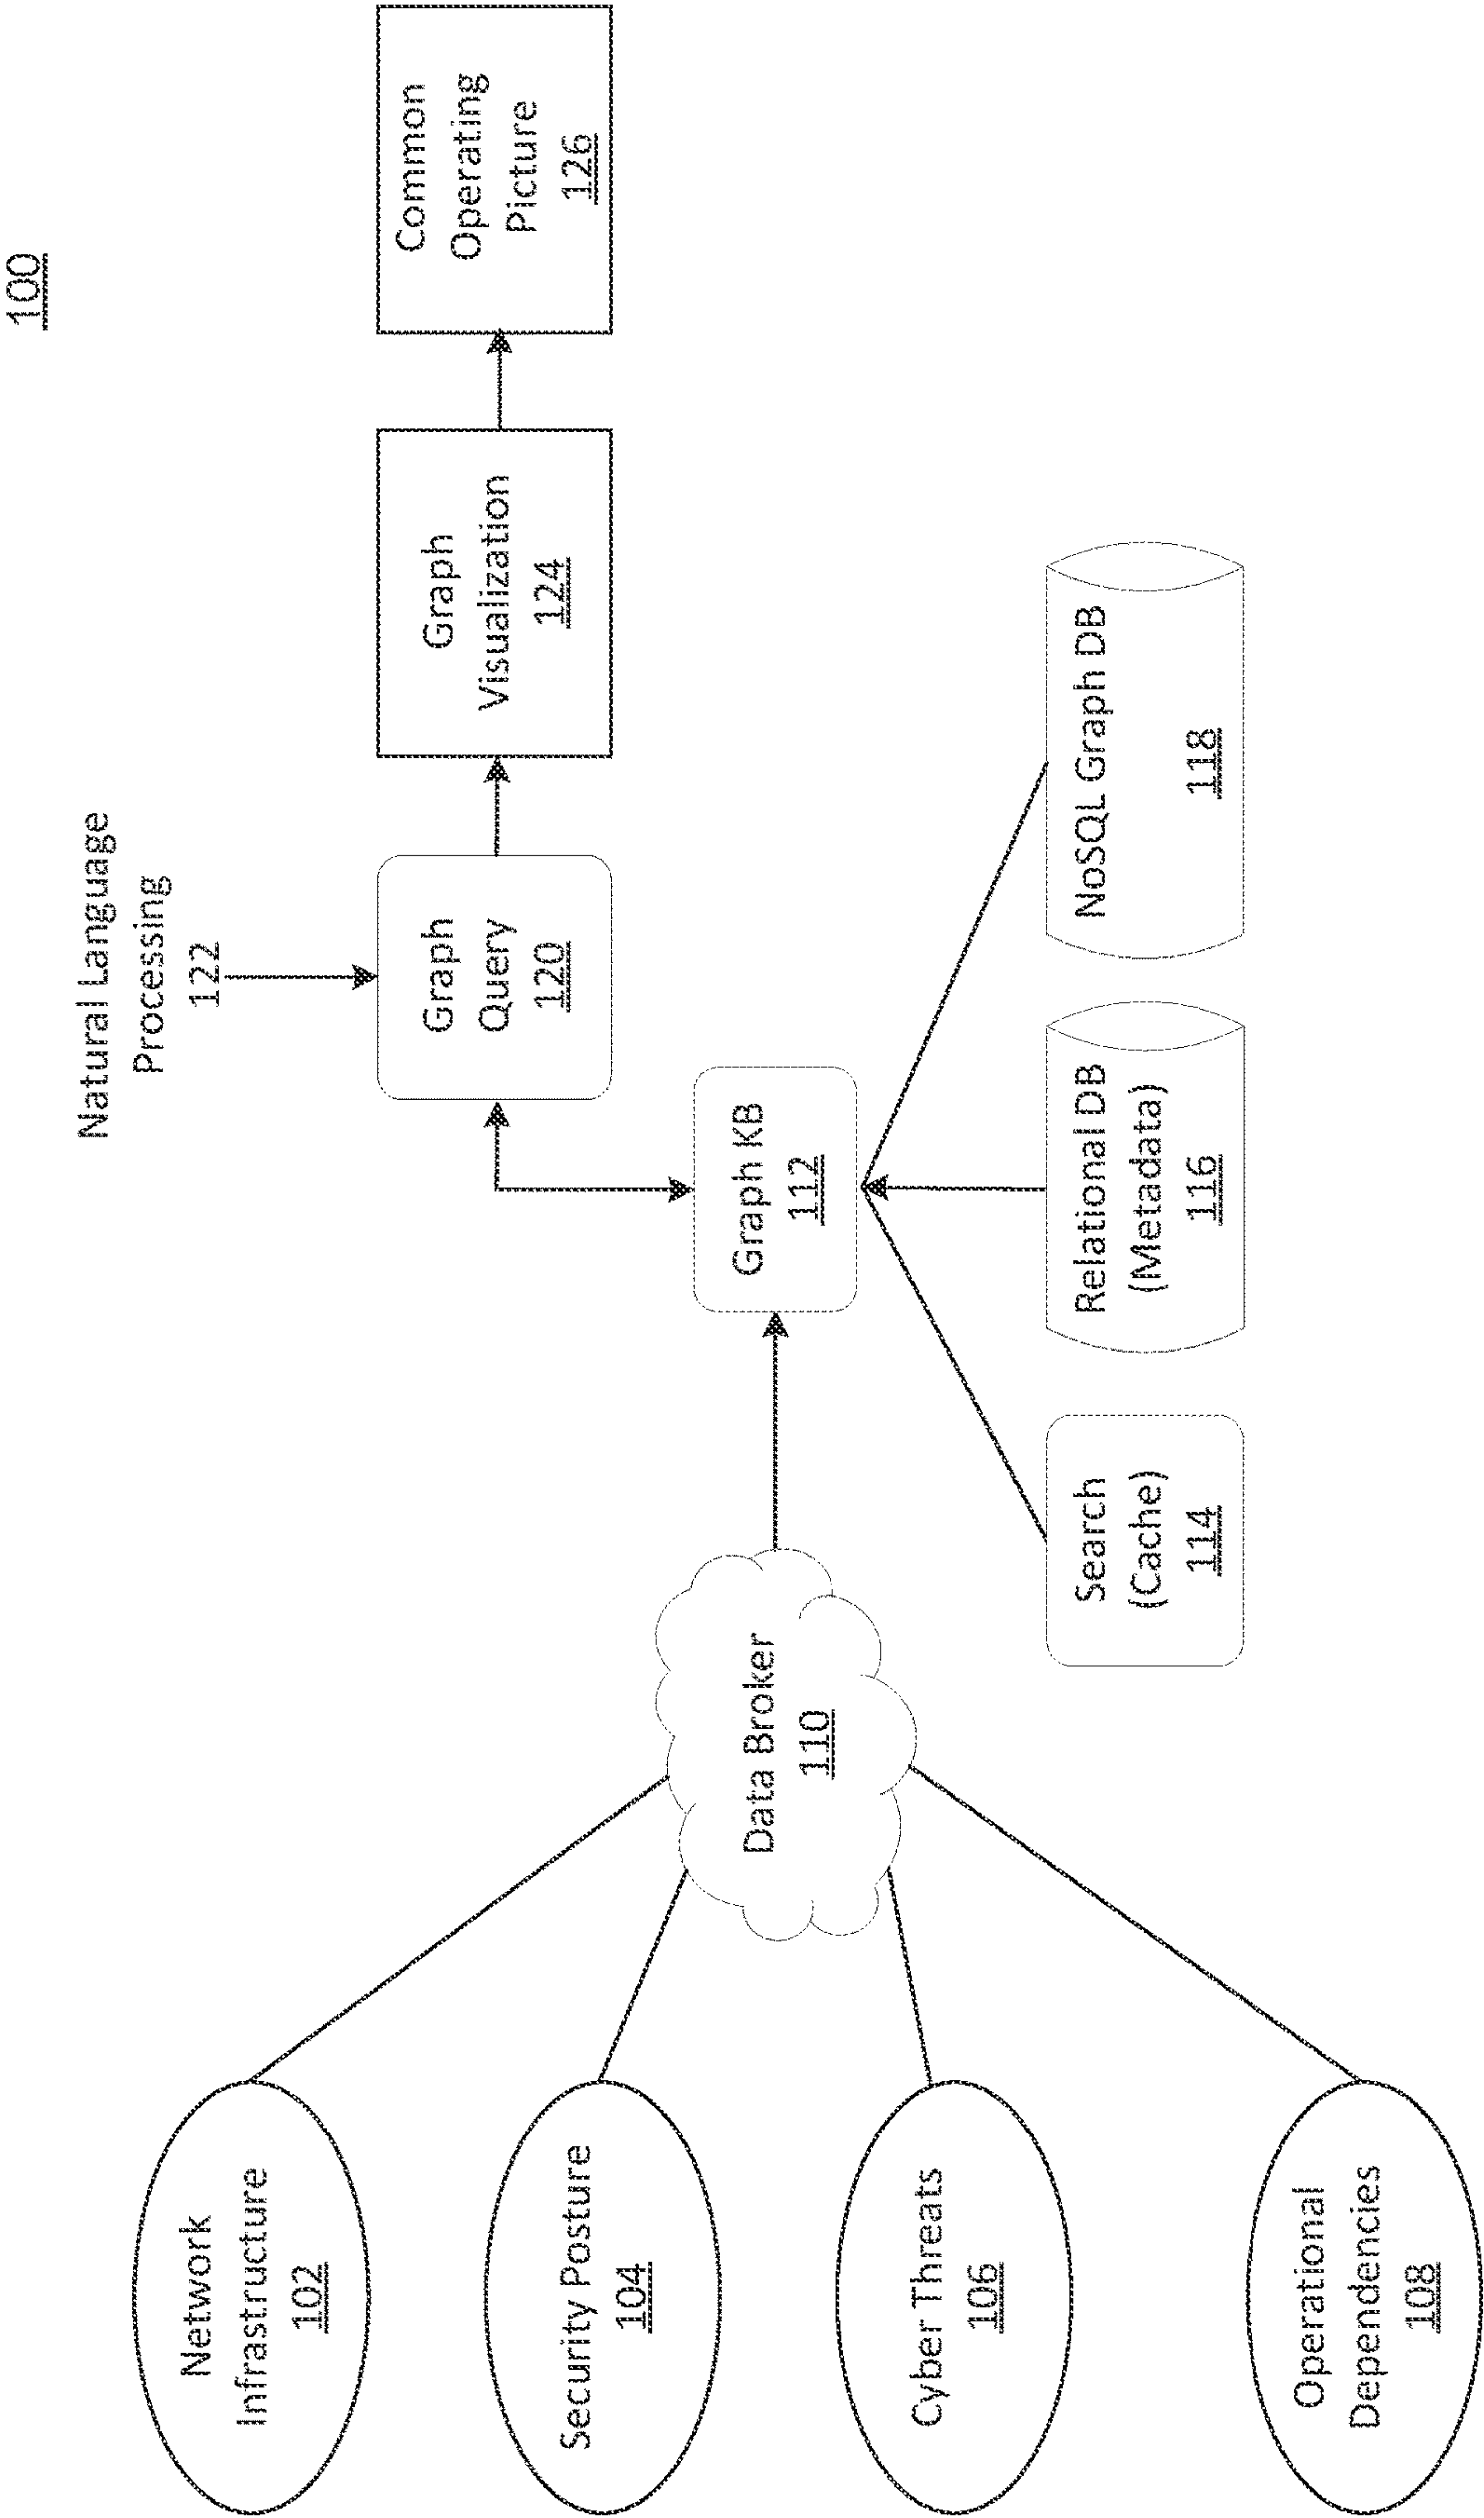 100
Natural Language
Processing
122
Network
Infrastructure
102
Security Posture
104
Cyber Threats
106
Operational
Dependencies
108
Data Broker
110
Graph KB
112
Search
(Cache)
114
Relational DB
(Metadata)
116
NoSQL Graph DB
118
Graph
Query
120
Graph
Visualization
124
Common
Operating
Picture
126